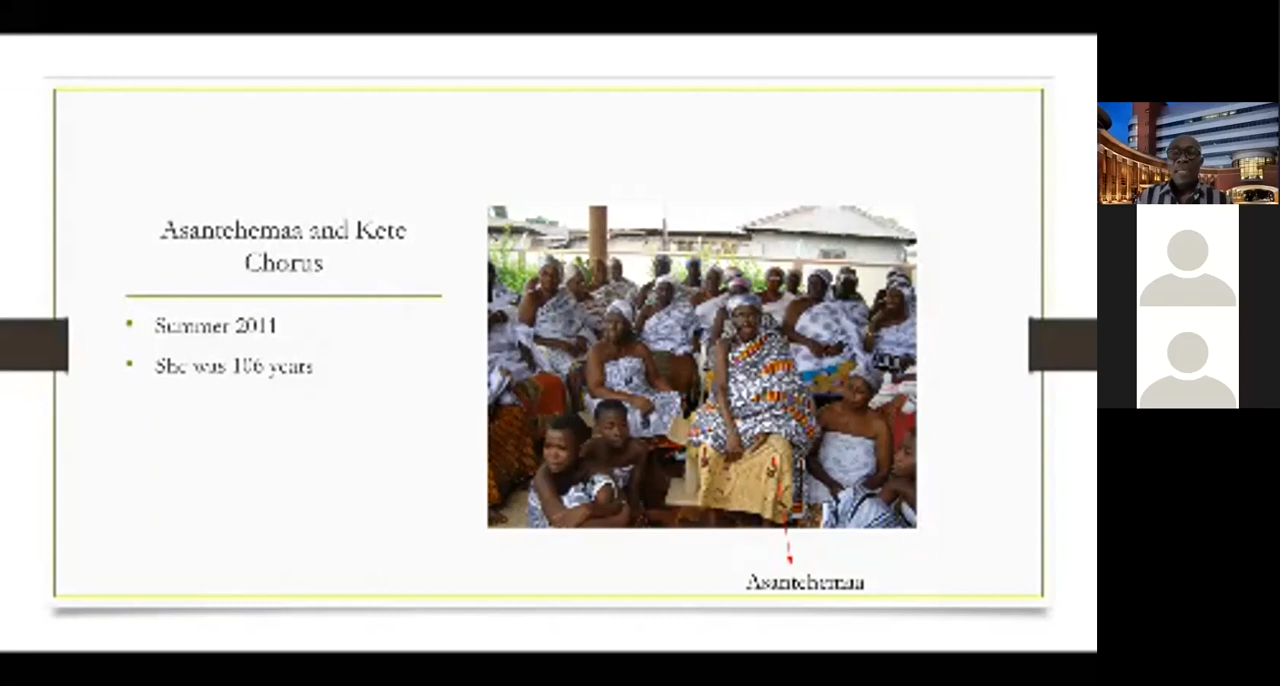 Asantehemaa and Kete
Chorus
Summer 2011
She was 106 years
Asantehemaa